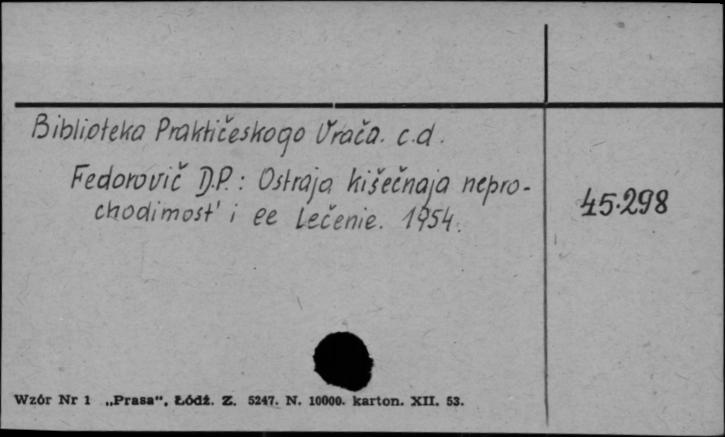 Biblioteka Praktičeskogo Vrača. c.d.
Fedorovič D.P.: Ostraja kišečnaja nepro-
chodimost' i ee lečenie. 1954.
45.298
Wzór Nr 1 „Prasa“, Łódź. Z. 5247. N. 10000. karton. XII. 53.